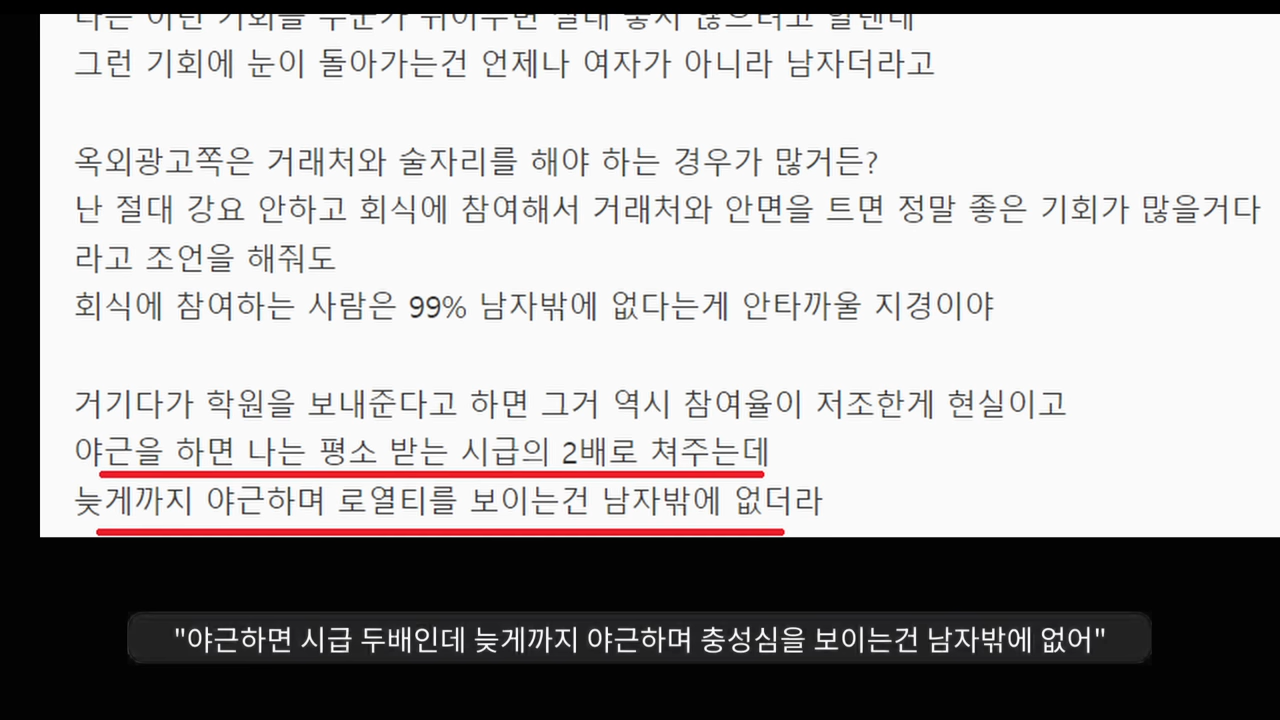 그런 기회에 눈이 돌아가는건 언제나 여자가 아니라 남자더라고
옥외광고쪽은 거래처와 술자리를 해야 하는 경우가 많거든?
난 절대 강요 안하고 회식에 참여해서 거래처와 안면을 트면 정말 좋은 기회가 많을거다
라고 조언을 해줘도
회식에 참여하는 사람은 99% 남자밖에 없다는게 안타까울 지경이야
거기다가 학원을 보내준다고 하면 그거 역시 참여율이 저조한게 현실이고
야근을 하면 나는 평소 받는 시급의 2배로 쳐주는데
늦게까지 야근하며 로열티를 보이는건 남자밖에 없더라
"야근하면 시급 두배인데 늦게까지 야근하며 충성심을 보이는건 남자밖에 없어"